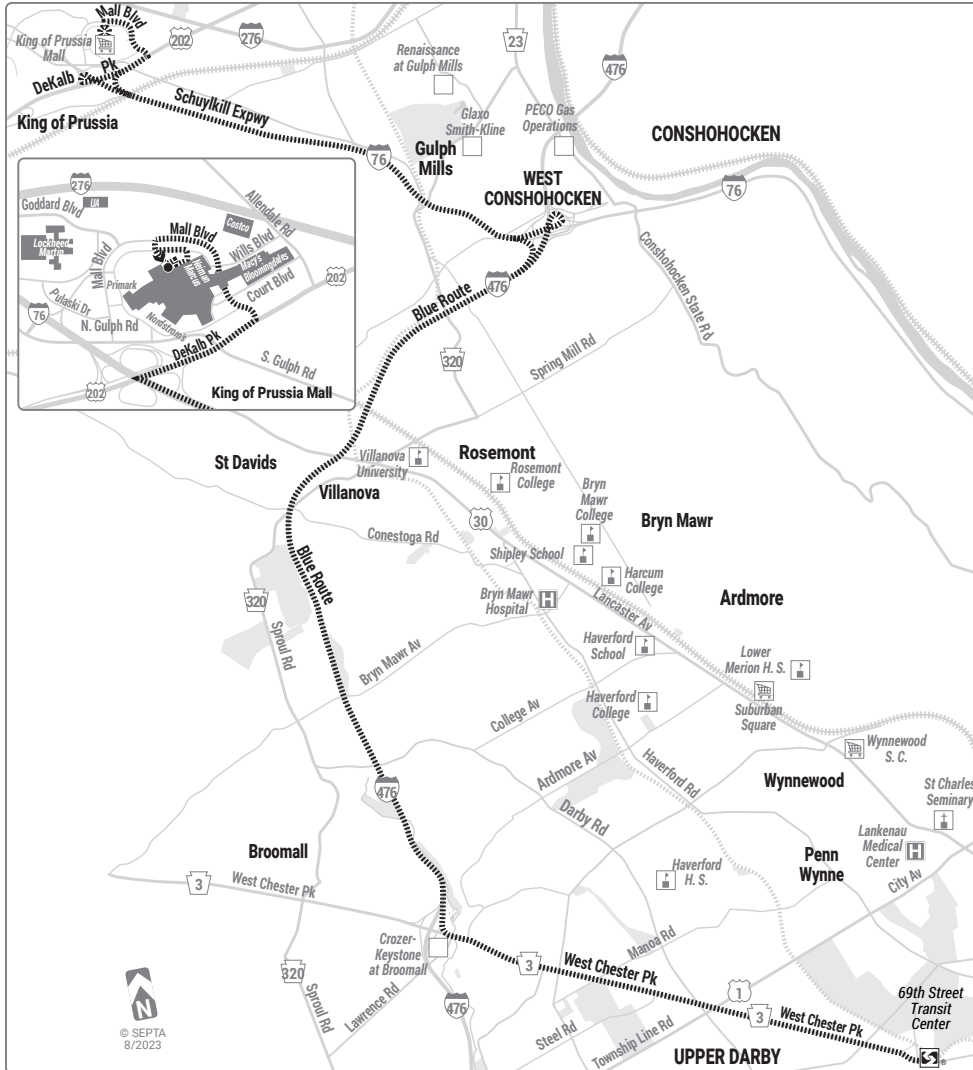 Mall Blvd
King of Prussia
Mall
202
276
DeKalb Pk
King of Prussia
Schuylkill Expwy
76
Renaissance
at Gulph Mills
23
476
Glaxo
Smith-Kline
PECO Gas
Operations
Gulph
Mills
WEST
CONSHOHOCKEN
CONSHOHOCKEN
76
276
Goddard Blvd
UA
Lockheed
Martin
Mall Blvd
Mall Blvd
Costco
Allendale Rd
Wills Blvd
Macy's
Bloomingdales
Neiman
Marcus
Court Blvd
202
Primark
Pulaski Dr
76
N. Gulph Rd
Nordstrom's
DeKalb Pk
S. Gulph Rd
202
King of Prussia Mall
Blue Route
476
320
Conshohocken State Rd
Spring Mill Rd
St Davids
Villanova
University
Villanova
Rosemont
Rosemont
College
Bryn
Mawr
College
Bryn Mawr
30
Conestoga Rd
Shipley School
Harcum
College
Blue Route
320
Sproul Rd
Bryn Mawr
Hospital
H
Lancaster Av
Ardmore
Haverford
School
Lower
Merion H. S.
Bryn Mawr Av
College Av
Haverford
College
Suburban
Square
Wynnewood
S. C.
Ardmore Av
Haverford Rd
Wynnewood
St Charles
Seminary
476
Darby Rd
Lankenau
Medical
Center
H
Broomall
Penn
Wynne
City Av
3
West Chester Pk
Haverford
H. S.
Crozer-
Keystone
at Broomall
Manoa Rd
3
West Chester Pk
320
Sproul Rd
Lawrence Rd
476
Steel Rd
Township Line Rd
1
3
West Chester Pk
69th Street
Transit
Center
UPPER DARBY
S
®
N
© SEPTA
8/2023